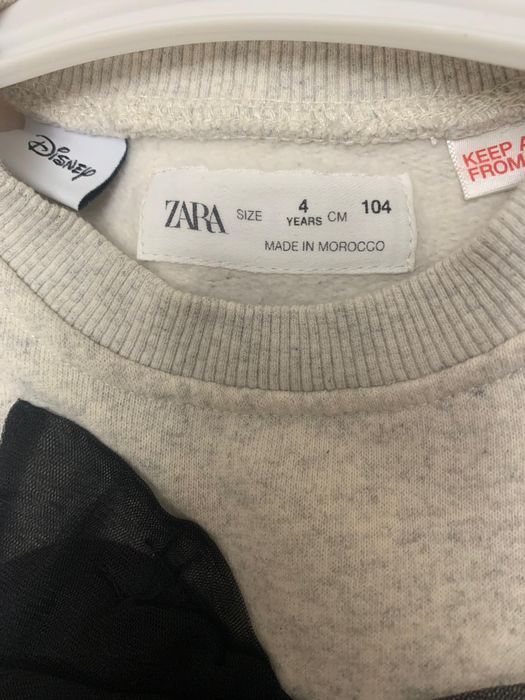 Disney
ZARA SIZE 4 YEARS CM 104
MADE IN MOROCCO
KEEP
FROM